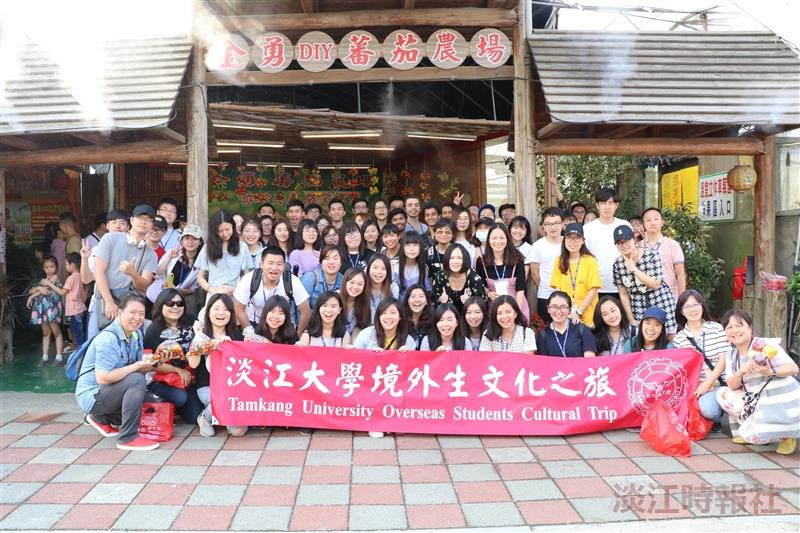 金勇DIY蕃茄農場
淡江大學境外生文化之旅
Tamkang University Overseas Students Cultural Trip
淡江時報社